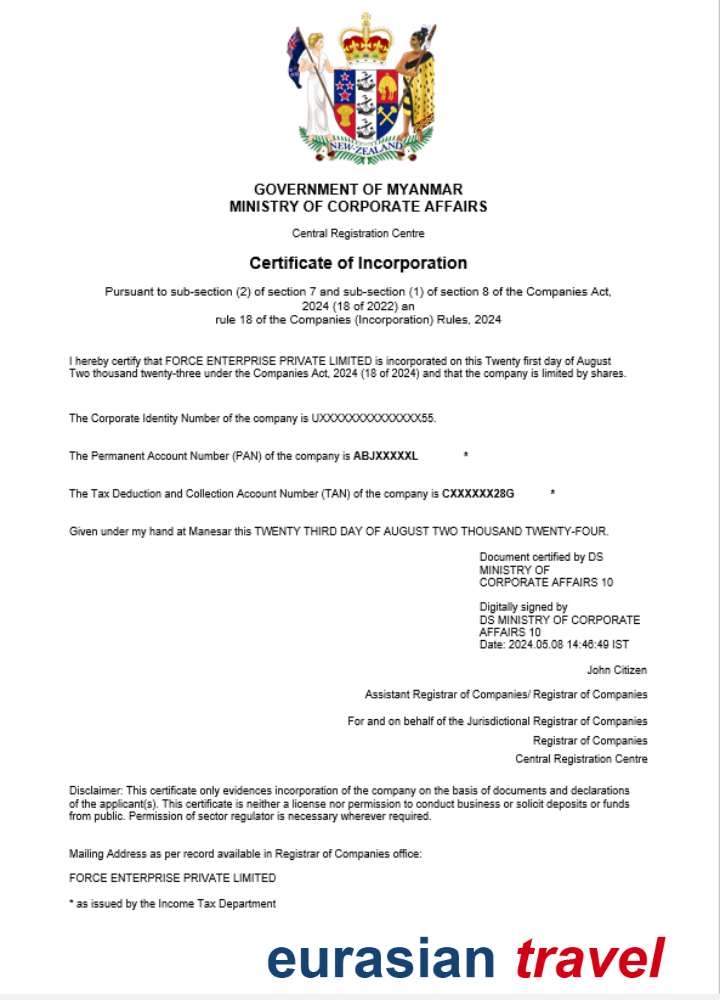 NEW-ZEALAND
GOVERNMENT OF MYANMAR
MINISTRY OF CORPORATE AFFAIRS
Central Registration Centre
Certificate of Incorporation
Pursuant to sub-section (2) of section 7 and sub-section (1) of section 8 of the Companies Act,
2024 (18 of 2022) an
rule 18 of the Companies (Incorporation) Rules, 2024
I hereby certify that FORCE ENTERPRISE PRIVATE LIMITED is incorporated on this Twenty first day of August
Two thousand twenty-three under the Companies Act, 2024 (18 of 2024) and that the company is limited by shares.
The Corporate Identity Number of the company is UXXXXXXXXXXXXXX55.
The Permanent Account Number (PAN) of the company is ABJXXXXXL *
The Tax Deduction and Collection Account Number (TAN) of the company is CXXXXXX28G *
Given under my hand at Manesar this TWENTY THIRD DAY OF AUGUST TWO THOUSAND TWENTY-FOUR.
Document certified by DS
MINISTRY OF
CORPORATE AFFAIRS 10
Digitally signed by
DS MINISTRY OF CORPORATE
AFFAIRS 10
Date: 2024.05.08 14:46:49 IST
John Citizen
Assistant Registrar of Companies/ Registrar of Companies
For and on behalf of the Jurisdictional Registrar of Companies
Registrar of Companies
Central Registration Centre
Disclaimer: This certificate only evidences incorporation of the company on the basis of documents and declarations
of the applicant(s). This certificate is neither a license nor permission to conduct business or solicit deposits or funds
from public. Permission of sector regulator is necessary wherever required.
Mailing Address as per record available in Registrar of Companies office:
FORCE ENTERPRISE PRIVATE LIMITED
* as issued by the Income Tax Department
eurasian travel